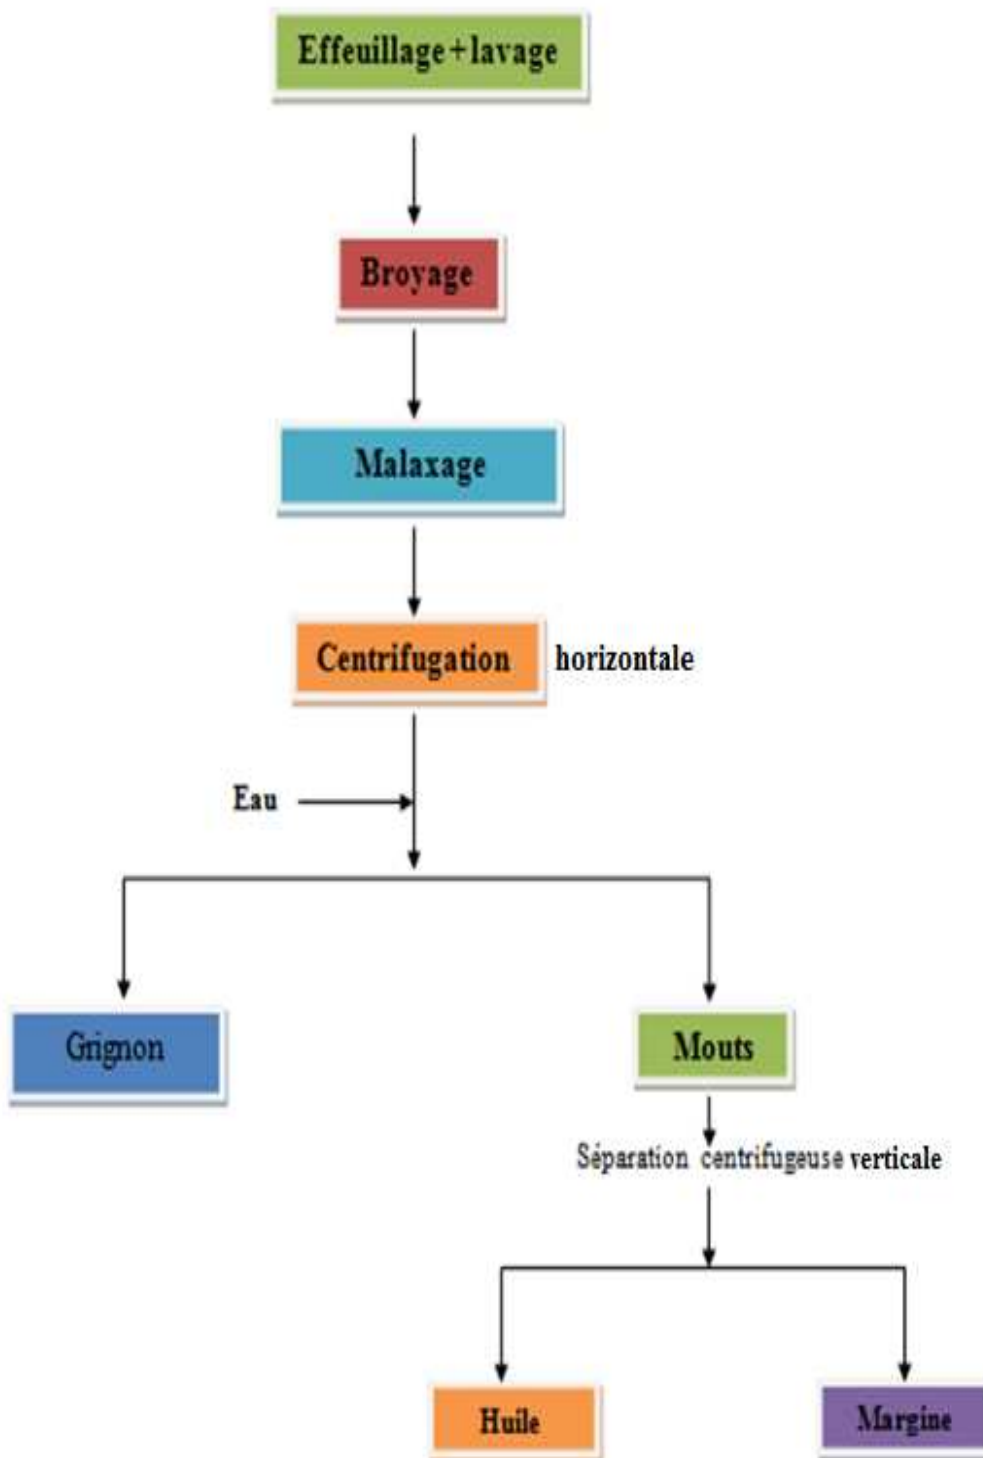 Effeuillage+lavage
Broyage
Malaxage
Centrifugation horizontale
Eau
Grignon
Mouts
Séparation centrifugeuse verticale
Huile
Margine